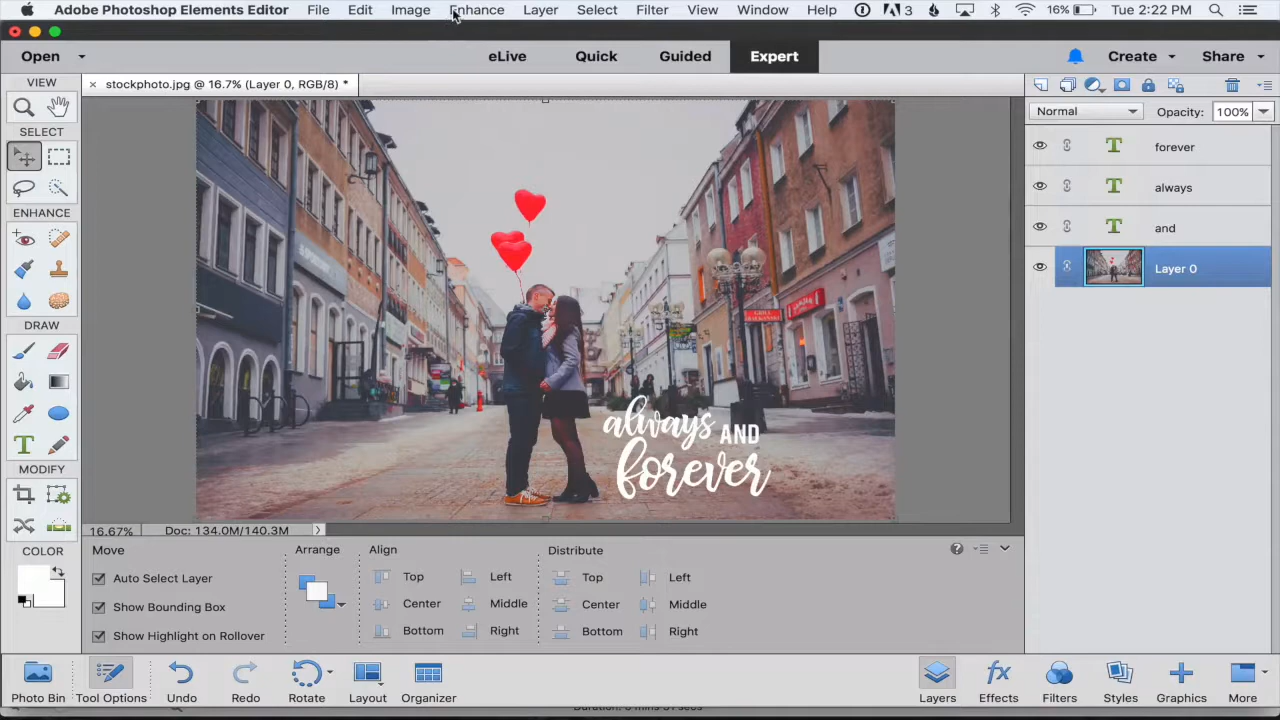 Adobe Photoshop Elements Editor File Edit Image Enhance Layer Select Filter View Window Help 3 16% Tue 2:22 PM
Open eLive Quick Guided Expert Create Share
VIEW × stockphoto.jpg @ 16.7% (Layer 0, RGB/8) *
Normal Opacity: 100%
SELECT
forever
always
ENHANCE
and
Layer 0
DRAW
always AND
forever
MODIFY
16.67% Doc: 134.0M/140.3M
COLOR Move Arrange Align Distribute
Auto Select Layer Top Left Top Left
Show Bounding Box Center Middle Center Middle
Show Highlight on Rollover Bottom Right Bottom Right
Photo Bin Tool Options Undo Redo Rotate Layout Organizer Layers Effects Filters Styles Graphics More